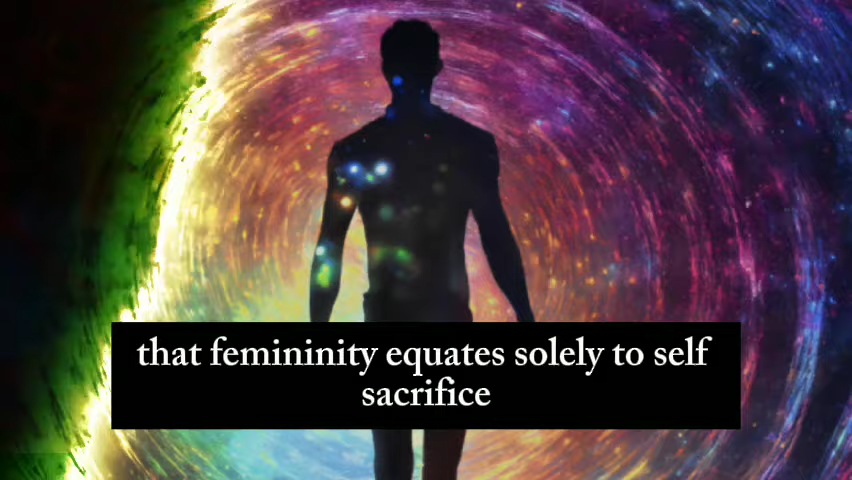 that femininity equates solely to self
sacrifice